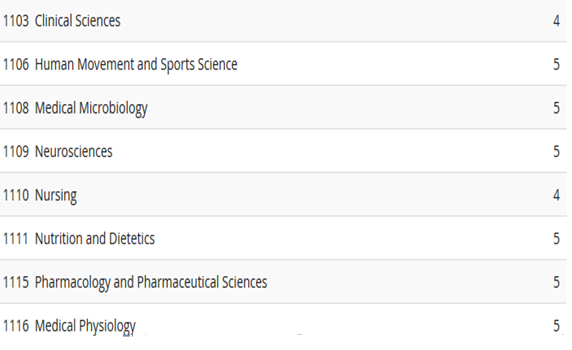 1103 Clinical Sciences 4
1106 Human Movement and Sports Science 5
1108 Medical Microbiology 5
1109 Neurosciences 5
1110 Nursing 4
1111 Nutrition and Dietetics 5
1115 Pharmacology and Pharmaceutical Sciences 5
1116 Medical Physiology 5